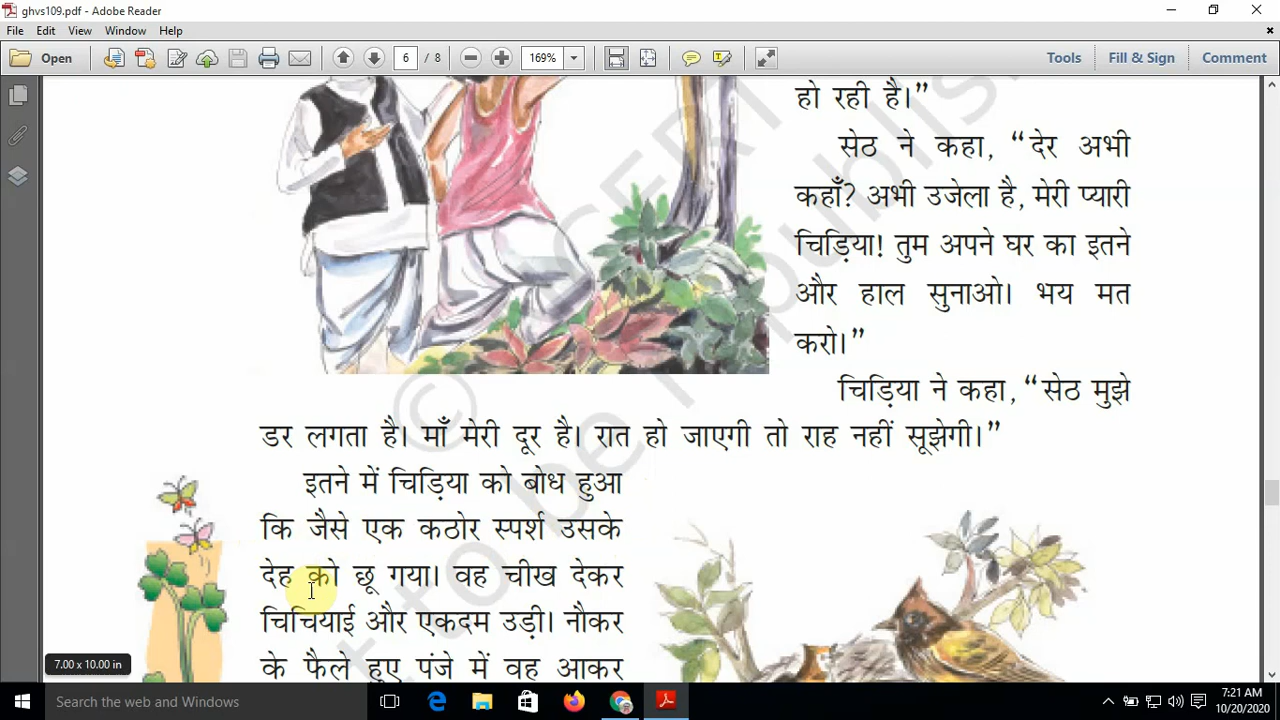 ghvs109.pdf - Adobe Reader
File Edit View Window Help
Open 6 / 8 169% Tools Fill & Sign Comment
हो रही है।”
सेठ ने कहा, “देर अभी
कहाँ? अभी उजेला है, मेरी प्यारी
चिड़िया! तुम अपने घर का इतने
और हाल सुनाओ। भय मत
करो।”
चिड़िया ने कहा, “सेठ मुझे
डर लगता है। माँ मेरी दूर है। रात हो जाएगी तो राह नहीं सूझेगी।”
इतने में चिड़िया को बोध हुआ
कि जैसे एक कठोर स्पर्श उसके
देह को छू गया। वह चीख देकर
चिचियाई और एकदम उड़ी। नौकर
के फैले हुए पंजे में वह आकर
7.00 x 10.00 in
Search the web and Windows
7:21 AM
10/20/2020